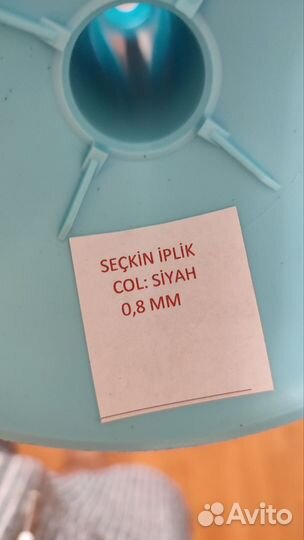 SEÇKİN İPLİK
COL: SİYAH
0,8 MM
Avito